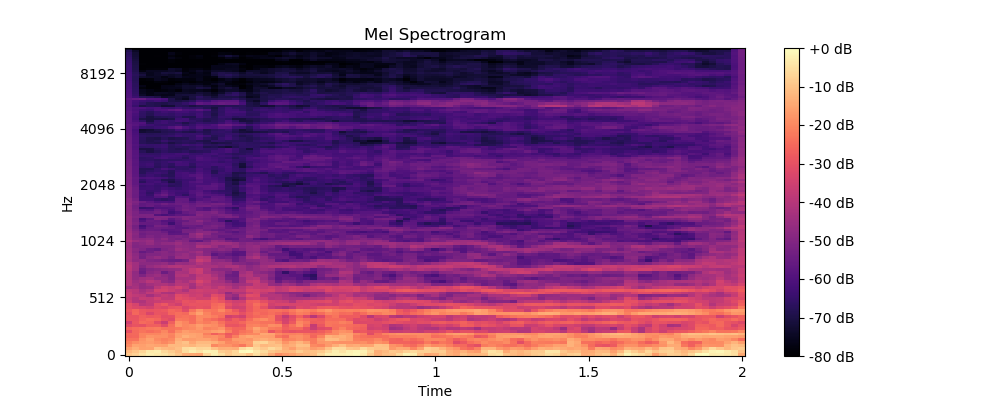 Mel Spectrogram
Hz
8192
4096
2048
1024
512
0
0 0.5 1 1.5 2
Time
+0 dB
-10 dB
-20 dB
-30 dB
-40 dB
-50 dB
-60 dB
-70 dB
-80 dB